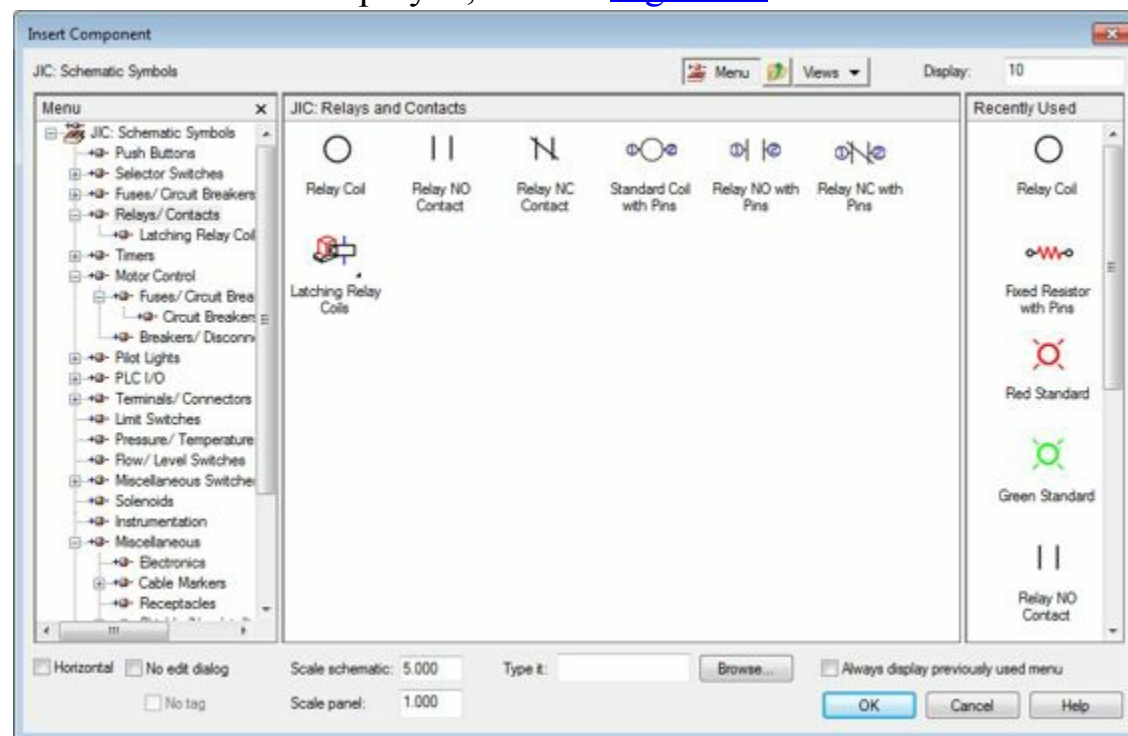 Insert Component
JIC: Schematic Symbols
Menu
Views
Display:
10
Menu
x
JIC: Schematic Symbols
Push Buttons
Selector Switches
Fuses/ Circuit Breakers
Relays/ Contacts
Latching Relay Coil
Timers
Motor Control
Fuses/ Circuit Brea
Circuit Breakers
Breakers/ Disconn
Pilot Lights
PLC I/O
Terminals/ Connectors
Limit Switches
Pressure/ Temperature
Flow/ Level Switches
Miscellaneous Switche
Solenoids
Instrumentation
Miscellaneous
Electronics
Cable Markers
Receptacles
JIC: Relays and Contacts
Relay Coil
Relay NO
Contact
Relay NC
Contact
Standard Coil
with Pins
Relay NO with
Pins
Relay NC with
Pins
Latching Relay
Coils
Recently Used
Relay Coil
Fixed Resistor
with Pins
Red Standard
Green Standard
Relay NO
Contact
Horizontal
No edit dialog
No tag
Scale schematic:
5.000
Scale panel:
1.000
Type it:
Browse...
Always display previously used menu
OK
Cancel
Help